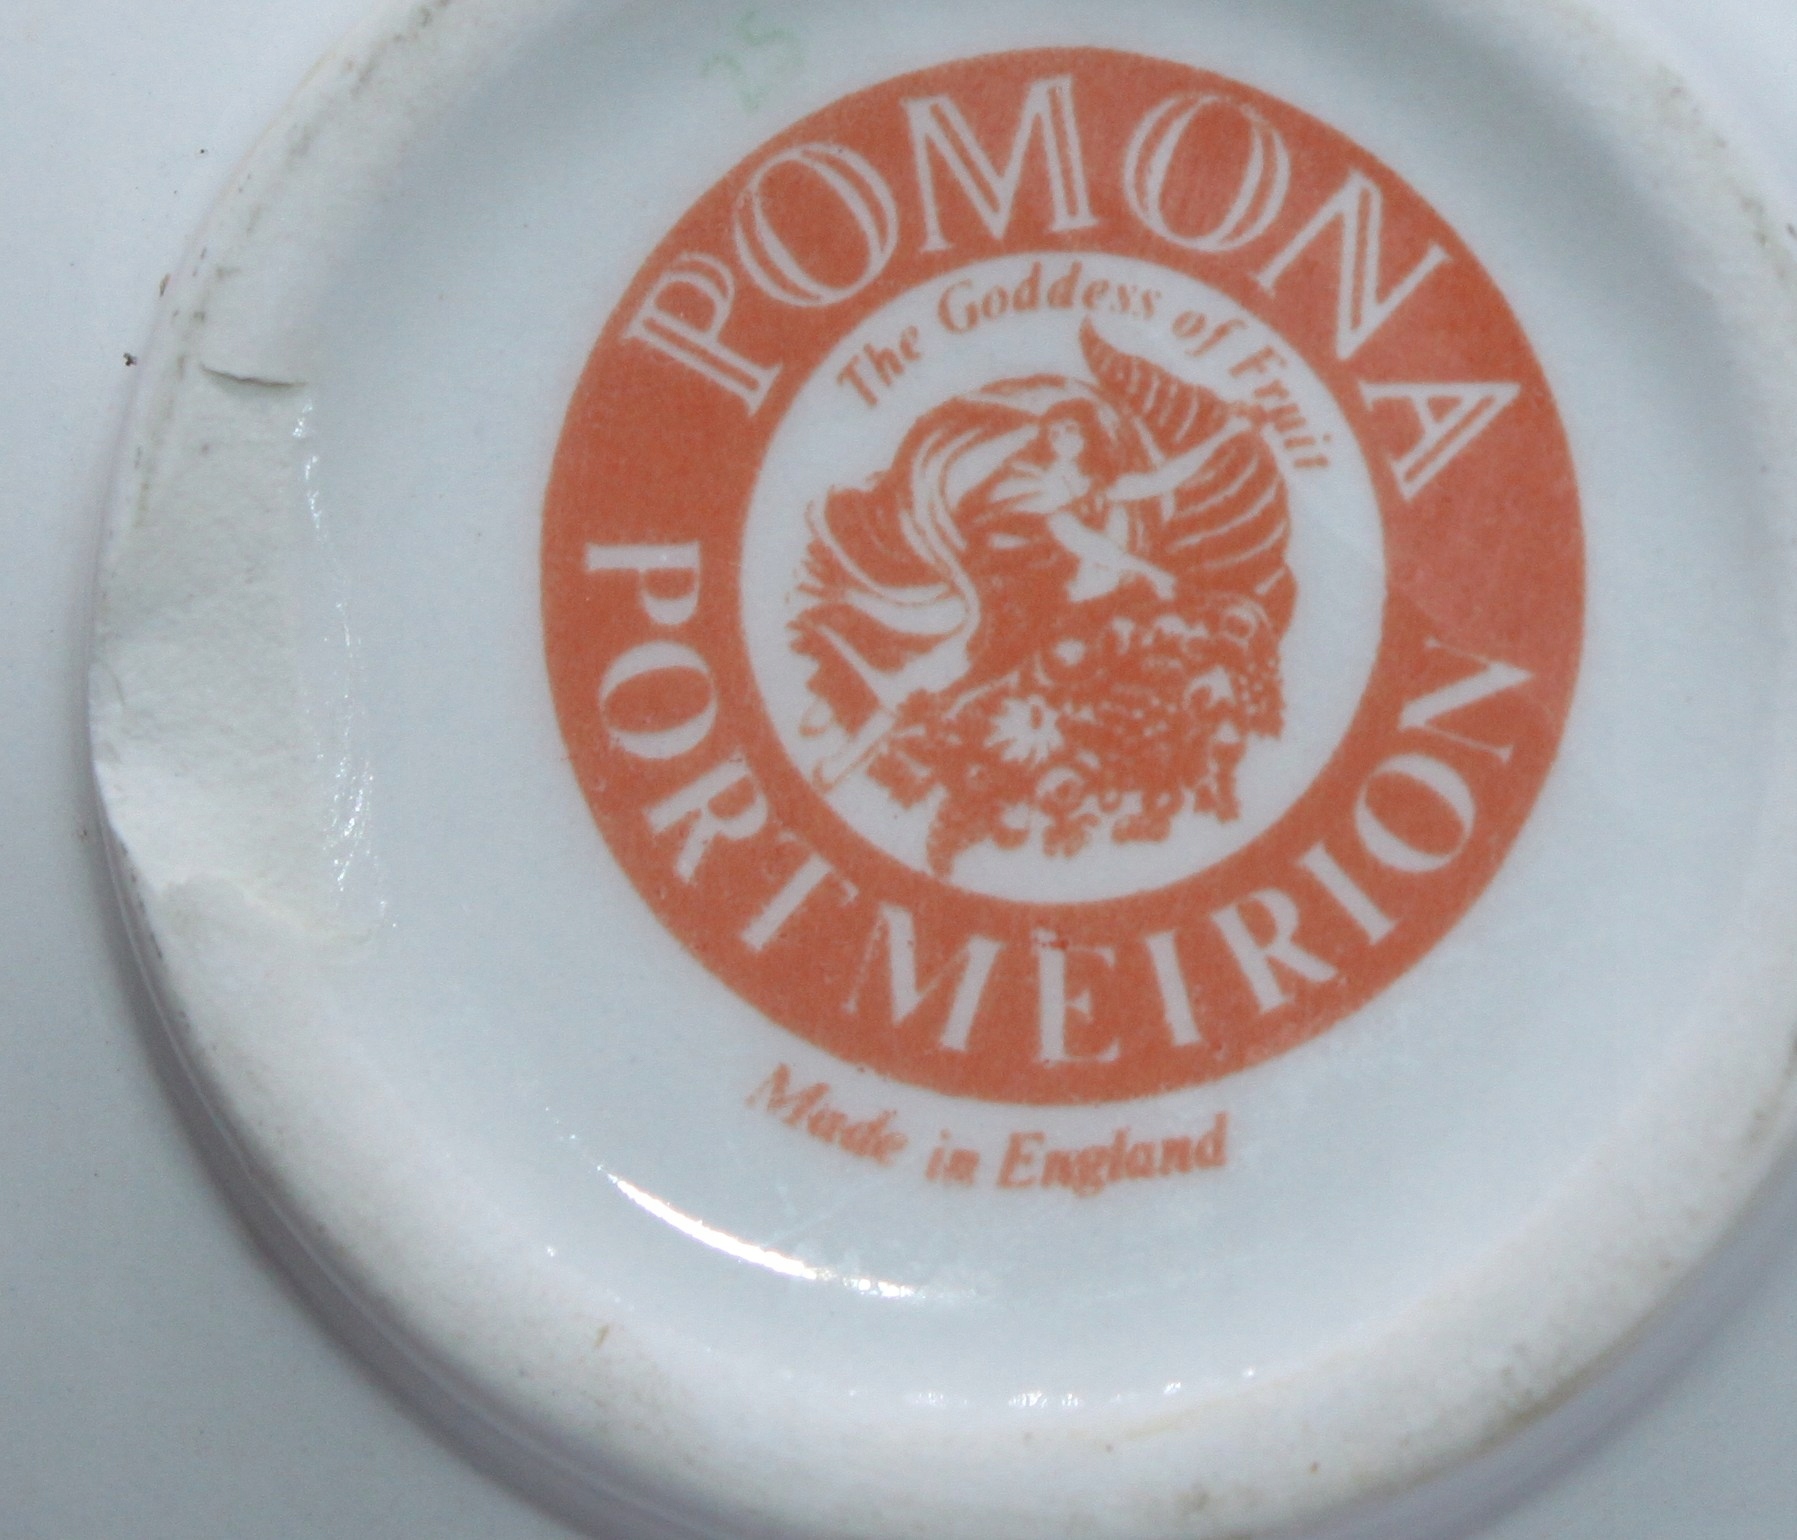 POMONA
The Goddess of Fruit
PORTMEIRION
Made in England